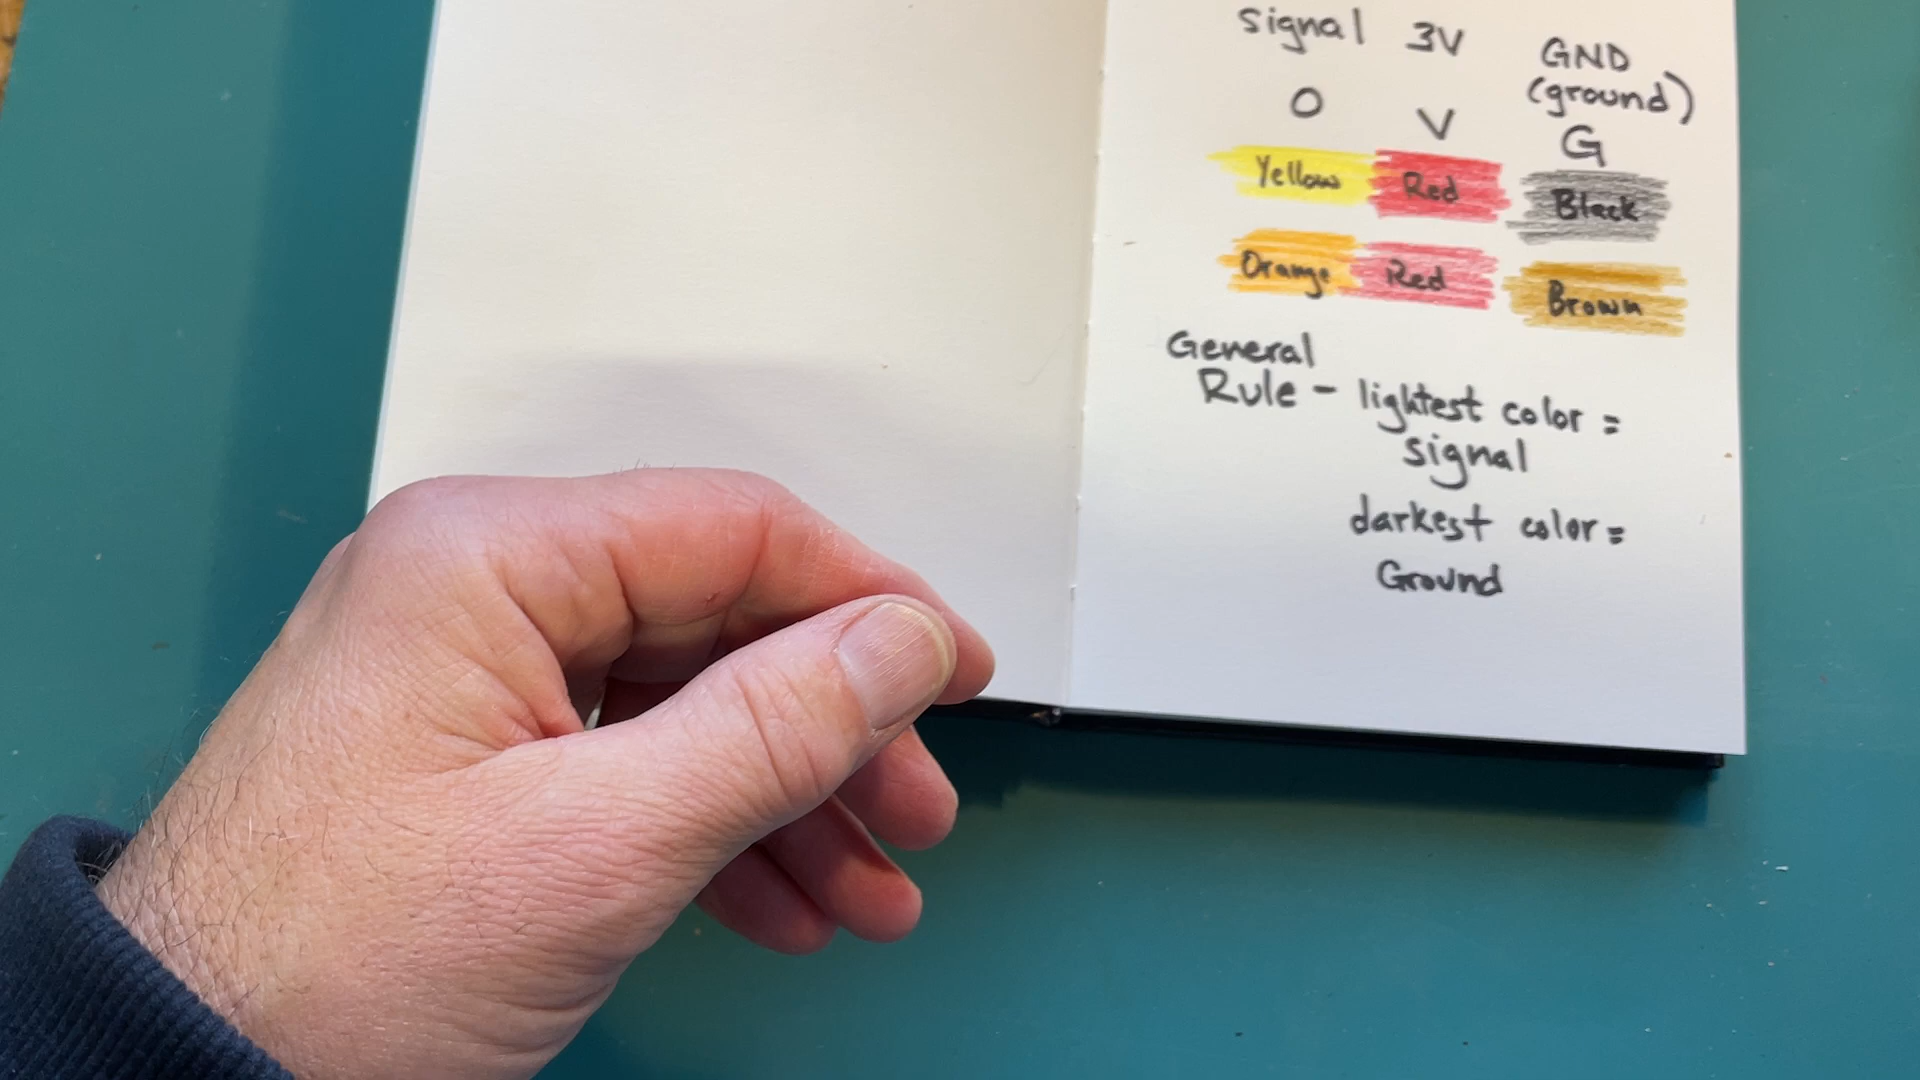 signal 3V GND
(ground)
O V G
Yellow Red Black
Orange Red Brown
General
Rule - lightest color =
signal
darkest color =
Ground